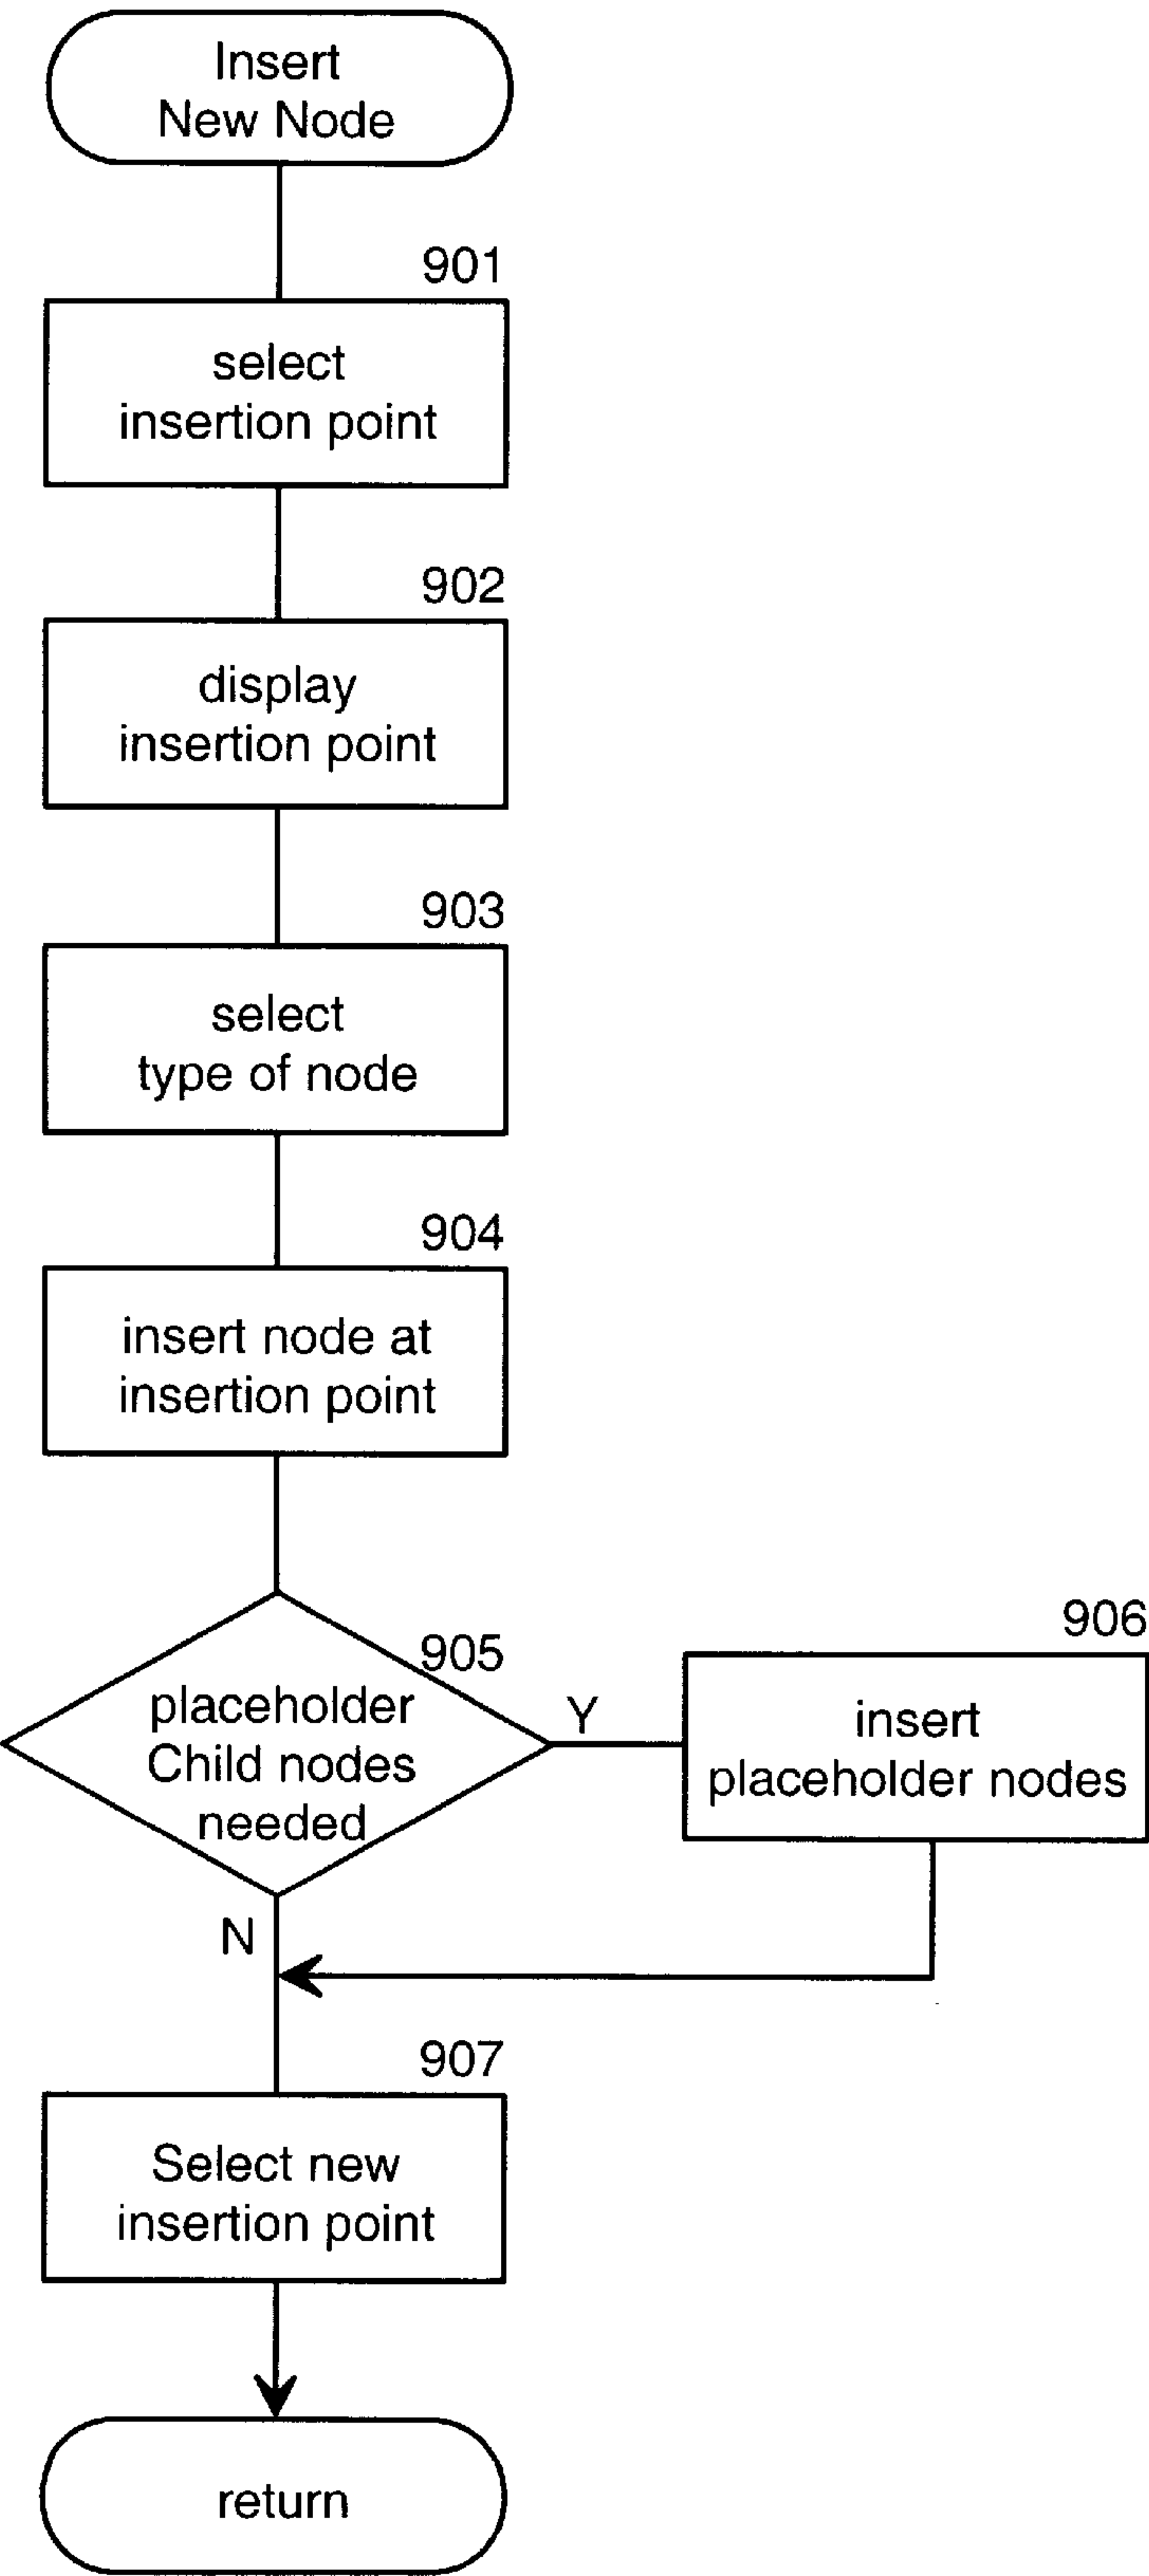 Insert
New Node
901
select
insertion point
902
display
insertion point
903
select
type of node
904
insert node at
insertion point
905
placeholder
Child nodes
needed
Y
906
insert
placeholder nodes
N
907
Select new
insertion point
return